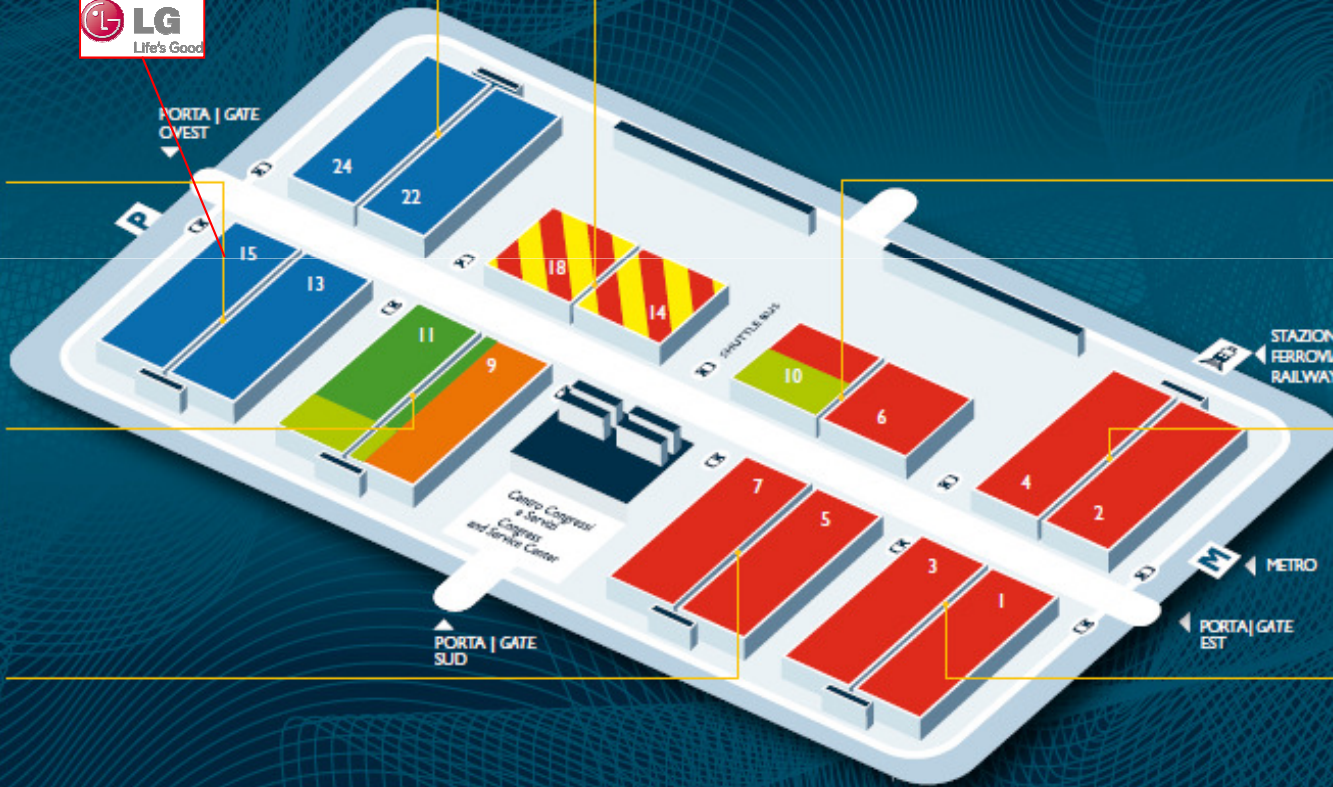 LG
Life's Good
PORTA | GATE
OVEST
P
24
22
15
13
18
14
11
9
SHUTTLE BUS
10
6
STAZION
FERROVIA
RAILWAY
4
2
7
5
Centro Congressi
e Servizi
Congress
and Service Center
3
1
M
METRO
PORTA | GATE
SUD
PORTA | GATE
EST